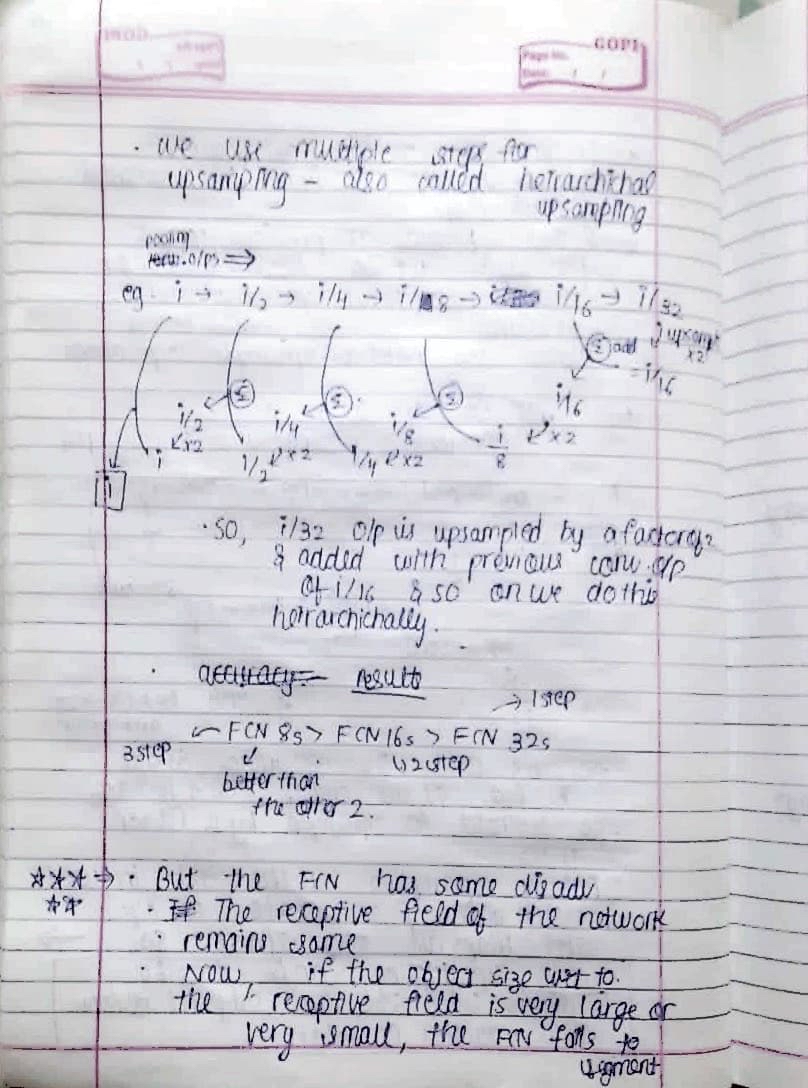 GOPI
Page No.
Date: / /
• we use multiple steps for
upsampling - also called heirarchichal
upsampling
pooling
o/ps ⇒
eg. i → i/2 → i/4 → i/8 → i/16 → i/32
Σ add ↓ upsamp
x2
= i/16
i/16
i/2 Σ i/4 Σ i/8 Σ
i ↙x2 1/2 ↙x2 1/4 ↙x2 i/8 ↙x2
i
• so, i/32 o/p is upsampled by a factor of 2
& added with previous conv. o/p
of i/16 & so on we do this
heirarchichally.
• accuracy = results
→ 1 step
← FCN 8s > FCN 16s > FCN 32s
3 step ↓ ↳ 2 step
better than
the other 2.
☆☆☆ → • But the FCN has some disadv
☆☆ • If The receptive field of the network
• remains same
• Now, if the object size wrt to.
the receptive field is very large or
very small, the FCN fails to
segment